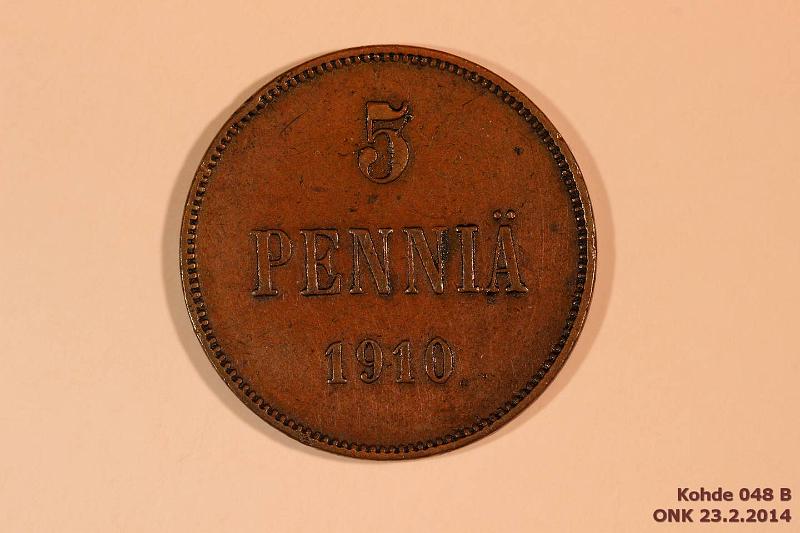 5
PENNIÄ
1910
Kohde 048 B
ONK 23.2.2014